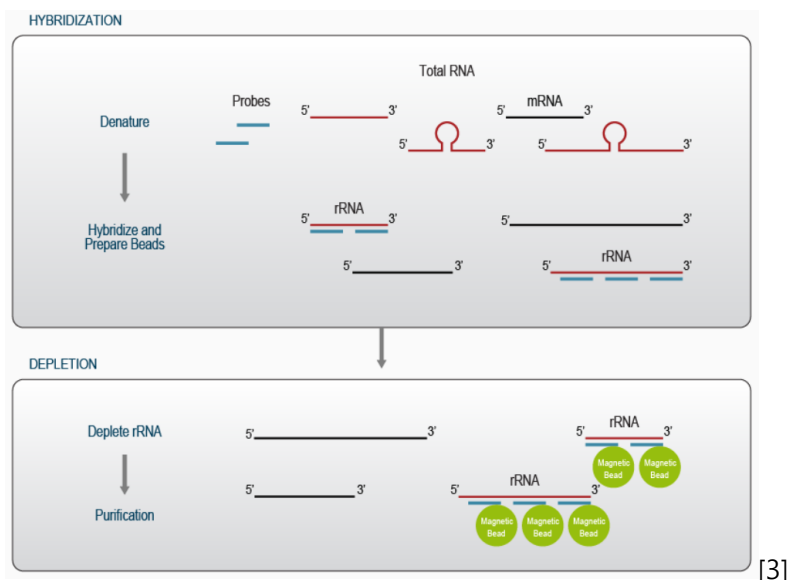 HYBRIDIZATION
Total RNA
Probes
mRNA
Denature
5' 3'
5' 3'
5' 3'
5' 3'
Hybridize and
Prepare Beads
rRNA
5' 3'
5' 3'
rRNA
5' 3'
5' 3'
DEPLETION
Deplete rRNA
5' 3'
rRNA
5' 3'
Magnetic
Bead
Magnetic
Bead
Purification
5' 3'
rRNA
5' 3'
Magnetic
Bead
Magnetic
Bead
Magnetic
Bead
[3]